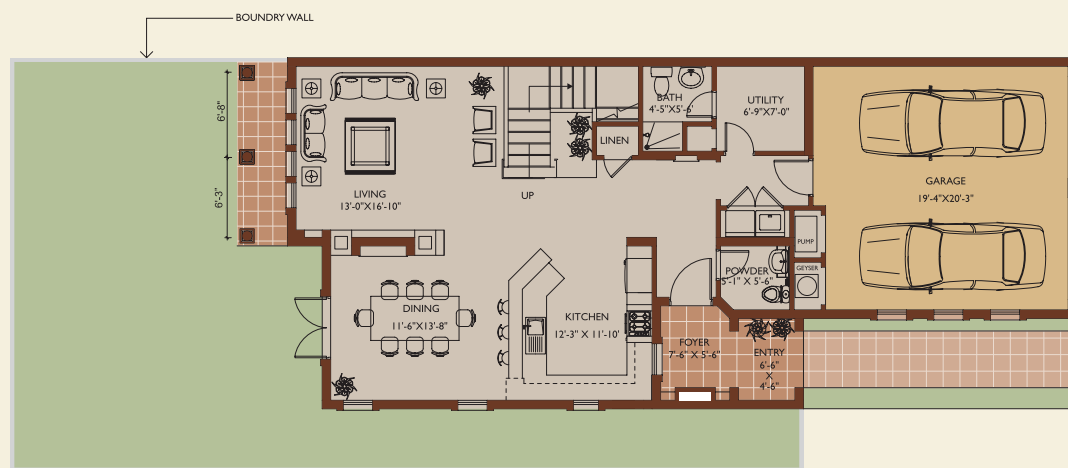 BOUNDRY WALL
6'-8"
6'-3"
LIVING
13'-0"X16'-10"
UP
LINEN
BATH
4'-5"X5'-6'
UTILITY
6'-9"X7'-0"
GARAGE
19'-4"X20'-3"
PUMP
GEYSER
POWDER
5'-1" X 5'-6"
DINING
11'-6"X13'-8"
KITCHEN
12'-3" X 11'-10'
FOYER
7'-6" X 5'-6"
ENTRY
6'-6"
X
4'-6"